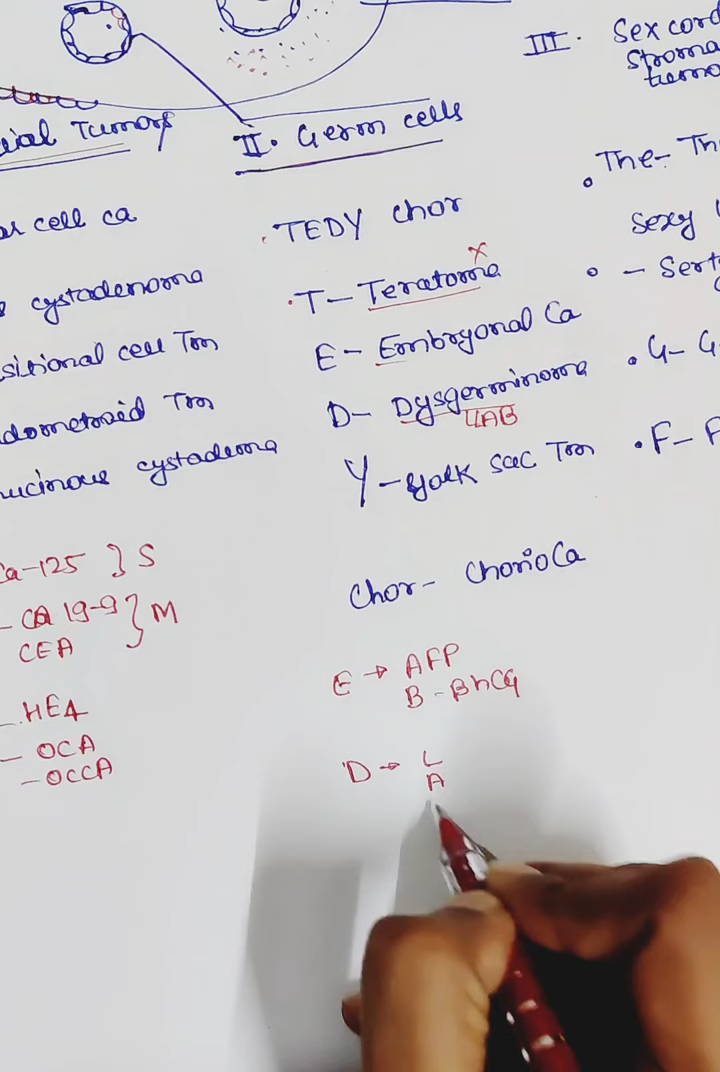 III. Sex cord
Stroma
tumo
ial Tumors
II. Germ cells
cell ca
TEDY chor
The- Th
Sexy
cystadenoma
T- Teratoma x
- Sert
sitional cell Tm
E- Embryonal Ca
dometroid Tm
D- Dysgerminoma
LAB
G- G
ucinous cystadema
Y- yolk sac Tm
F- F
Ca-125 } S
Chor- ChorioCa
- CA 19-9 } M
CEA
E → AFP
B - BhCG
- HE4
- OCA
- OCCA
D → L
A